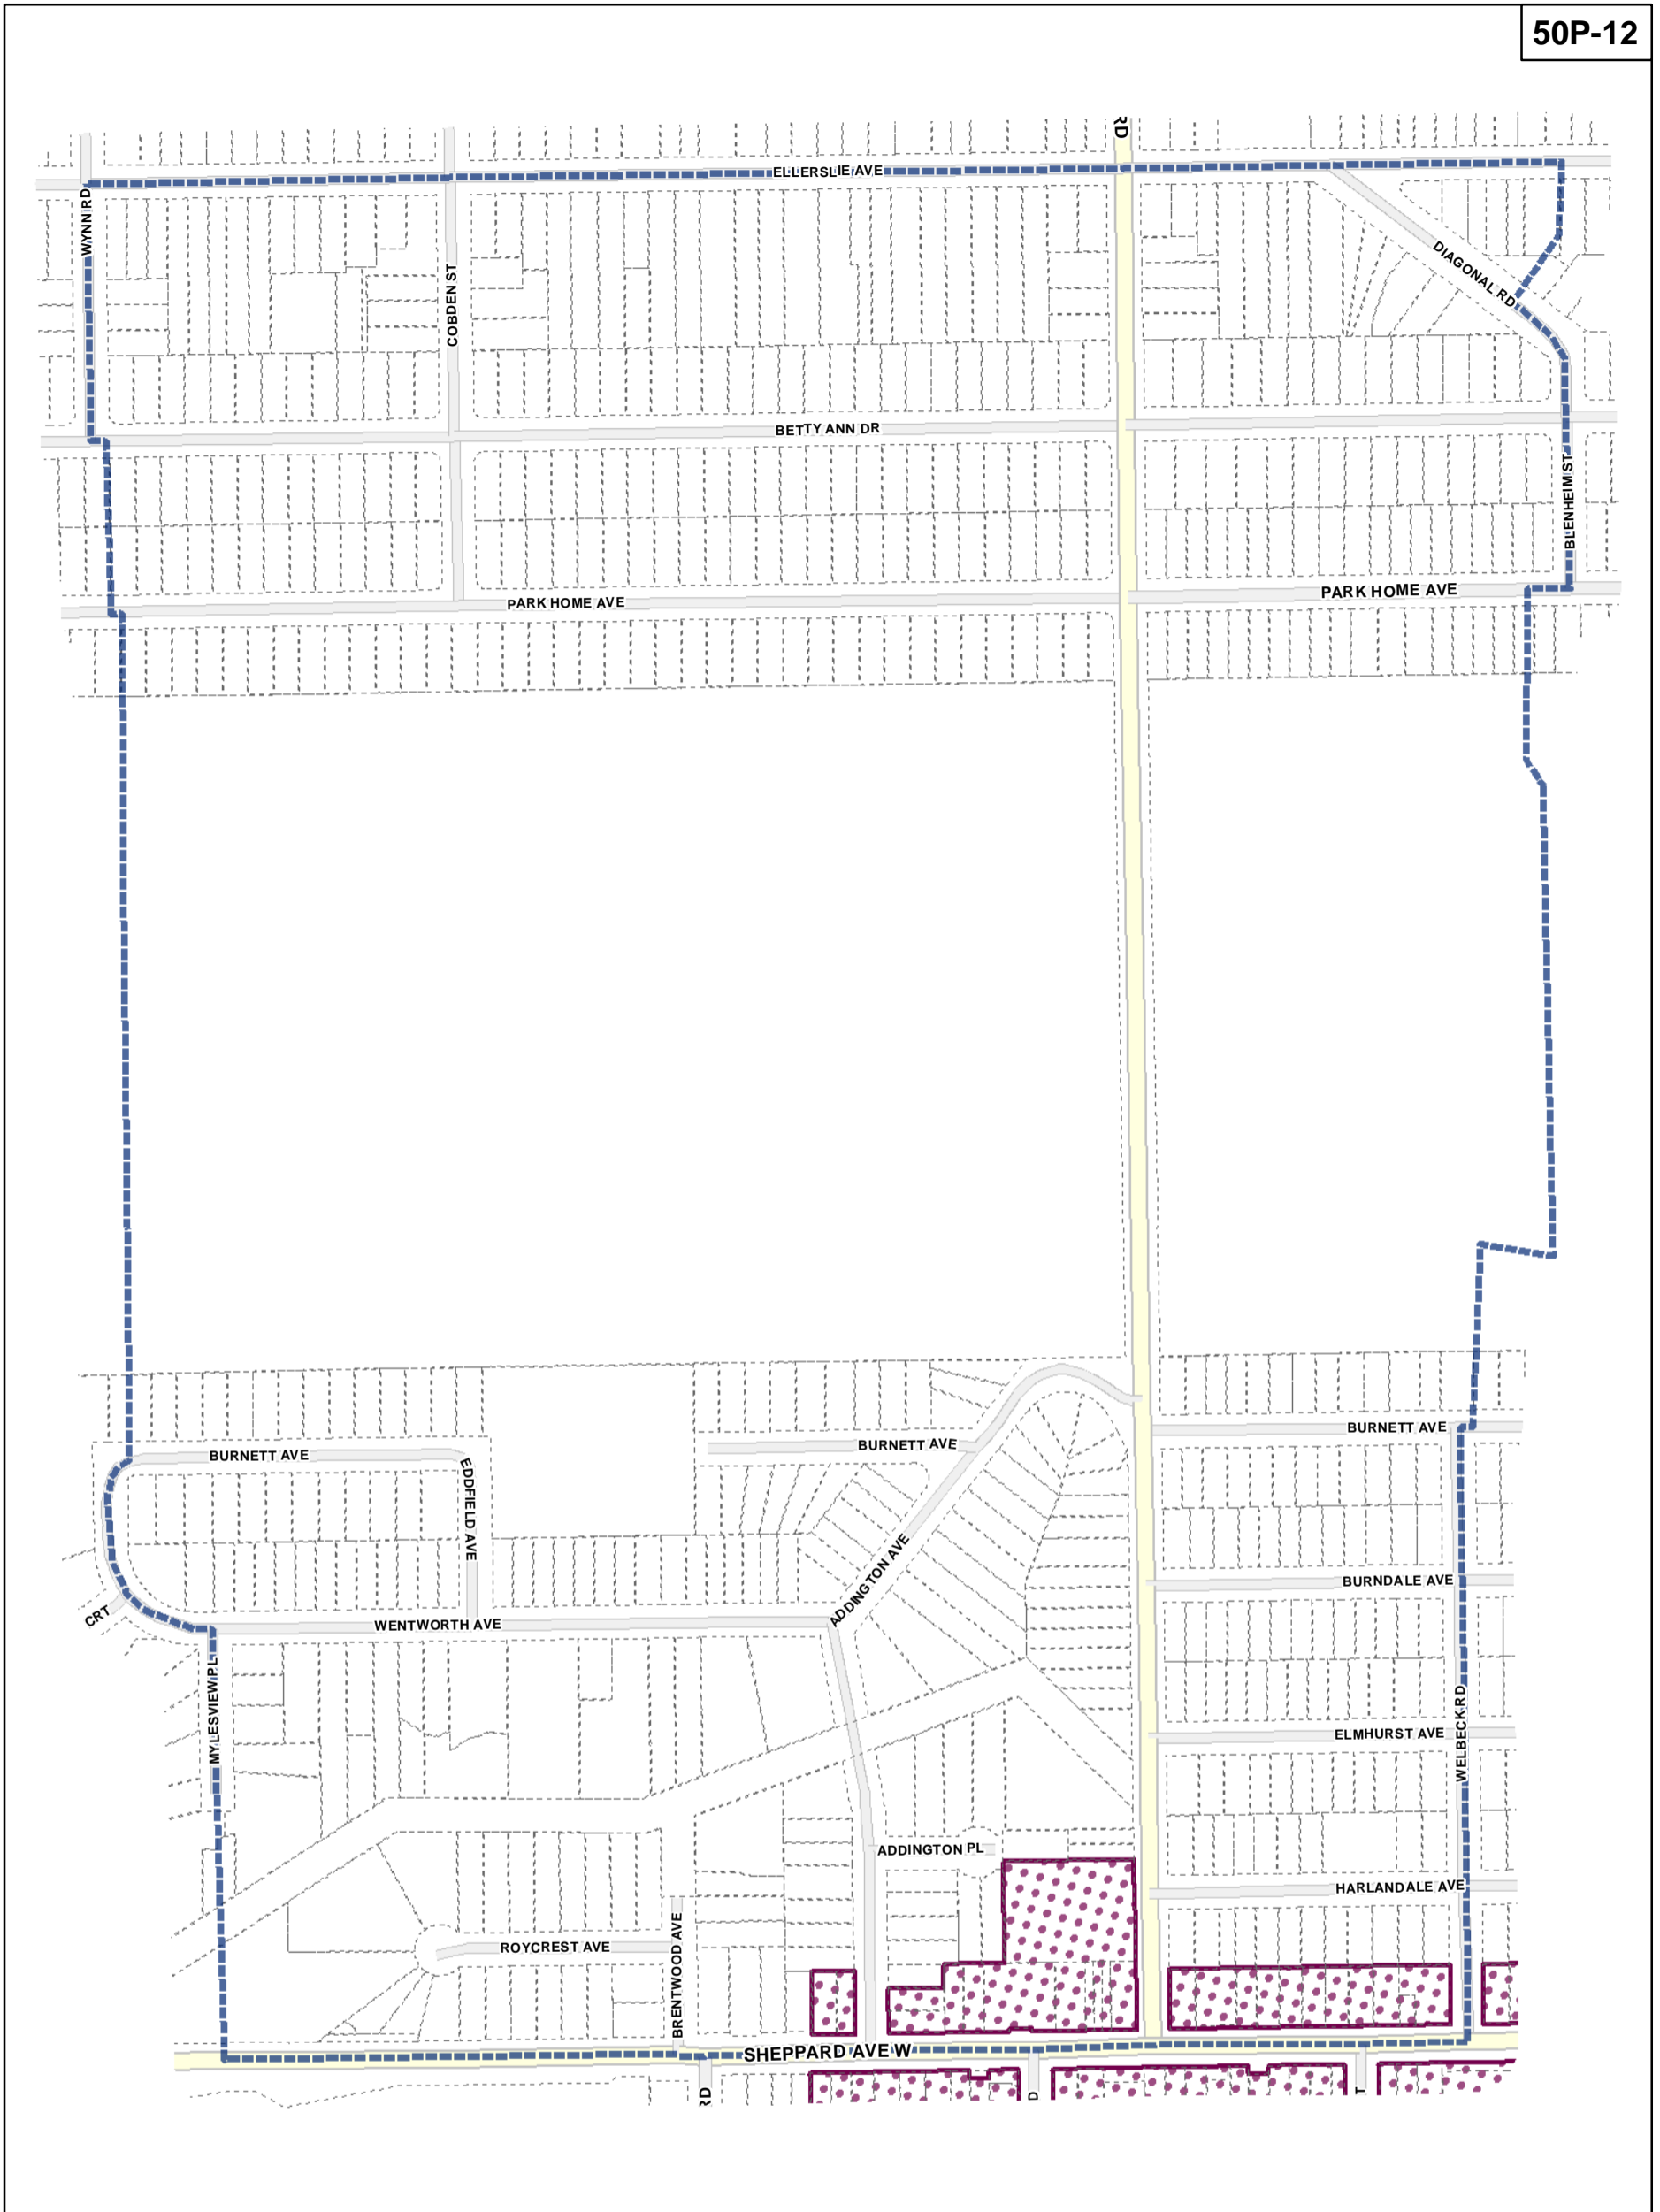 50P-12
RD
ELLERSLIE AVE
WYNN RD
COBDEN ST
DIAGONAL RD
BETTY ANN DR
BLENHEIM ST
PARK HOME AVE
PARK HOME AVE
BURNETT AVE
BURNETT AVE
BURNETT AVE
EDDFIELD AVE
ADDINGTON AVE
BURNDALE AVE
CRT
WENTWORTH AVE
MYLESVIEW PL
WELBECK RD
ELMHURST AVE
ADDINGTON PL
HARLANDALE AVE
ROYCREST AVE
BRENTWOOD AVE
SHEPPARD AVE W
RD
D
T